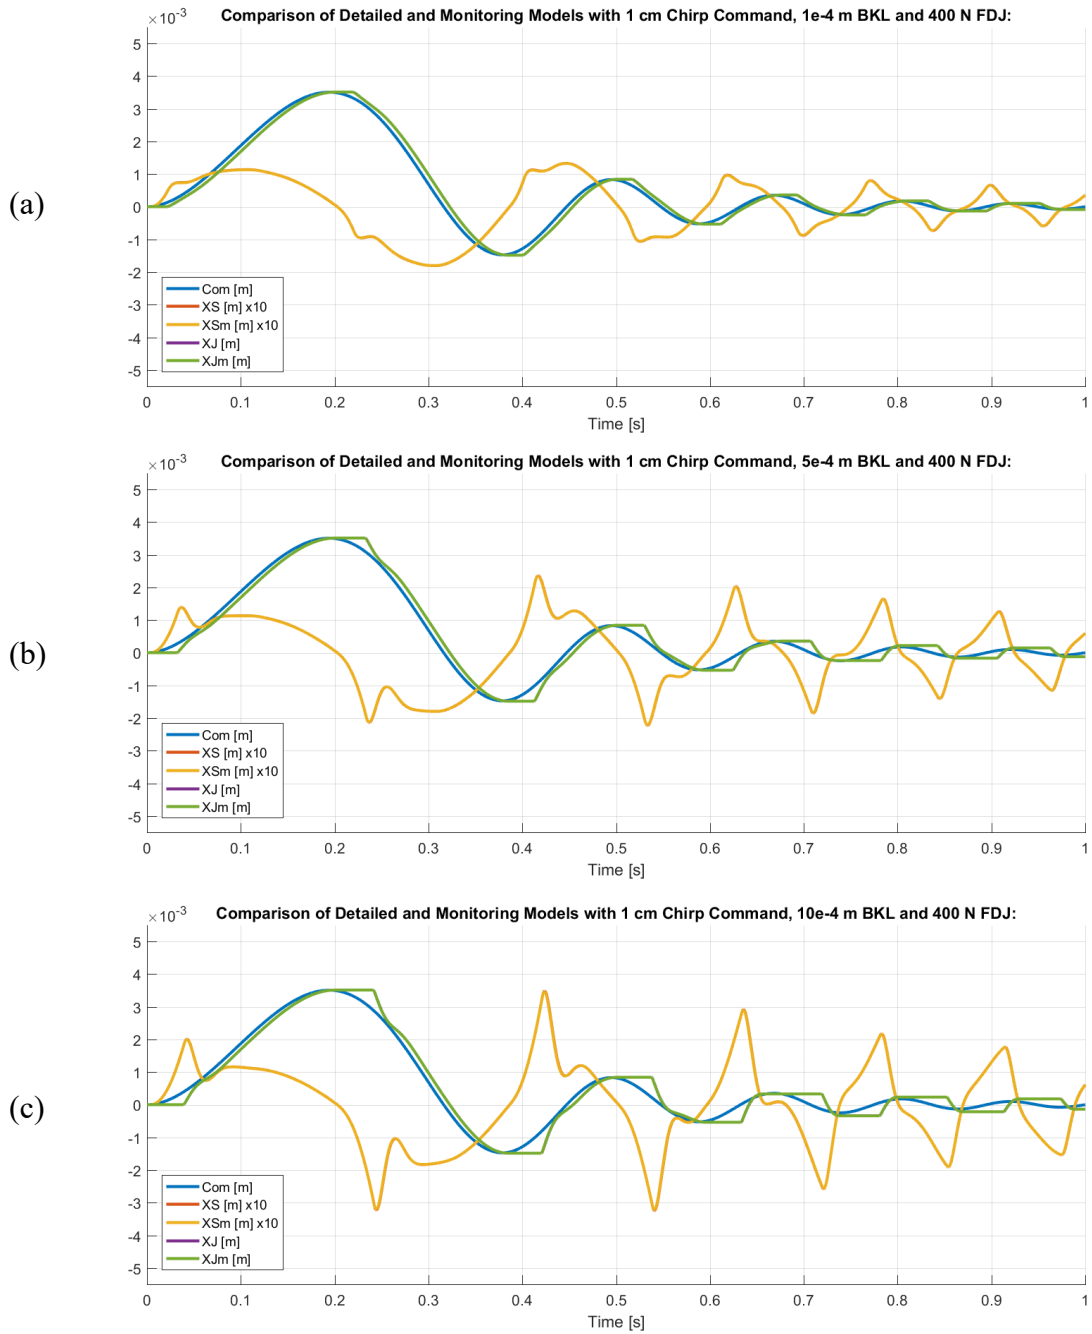 Comparison of Detailed and Monitoring Models with 1 cm Chirp Command, 1e-4 m BKL and 400 N FDJ:
×10-3
5
4
3
2
1
0
-1
-2
-3
-4
-5
(a)
Com [m]
XS [m] x10
XSm [m] x10
XJ [m]
XJm [m]
0 0.1 0.2 0.3 0.4 0.5 0.6 0.7 0.8 0.9 1
Time [s]
Comparison of Detailed and Monitoring Models with 1 cm Chirp Command, 5e-4 m BKL and 400 N FDJ:
×10-3
5
4
3
2
1
0
-1
-2
-3
-4
-5
(b)
Com [m]
XS [m] x10
XSm [m] x10
XJ [m]
XJm [m]
0 0.1 0.2 0.3 0.4 0.5 0.6 0.7 0.8 0.9 1
Time [s]
Comparison of Detailed and Monitoring Models with 1 cm Chirp Command, 10e-4 m BKL and 400 N FDJ:
×10-3
5
4
3
2
1
0
-1
-2
-3
-4
-5
(c)
Com [m]
XS [m] x10
XSm [m] x10
XJ [m]
XJm [m]
0 0.1 0.2 0.3 0.4 0.5 0.6 0.7 0.8 0.9 1
Time [s]